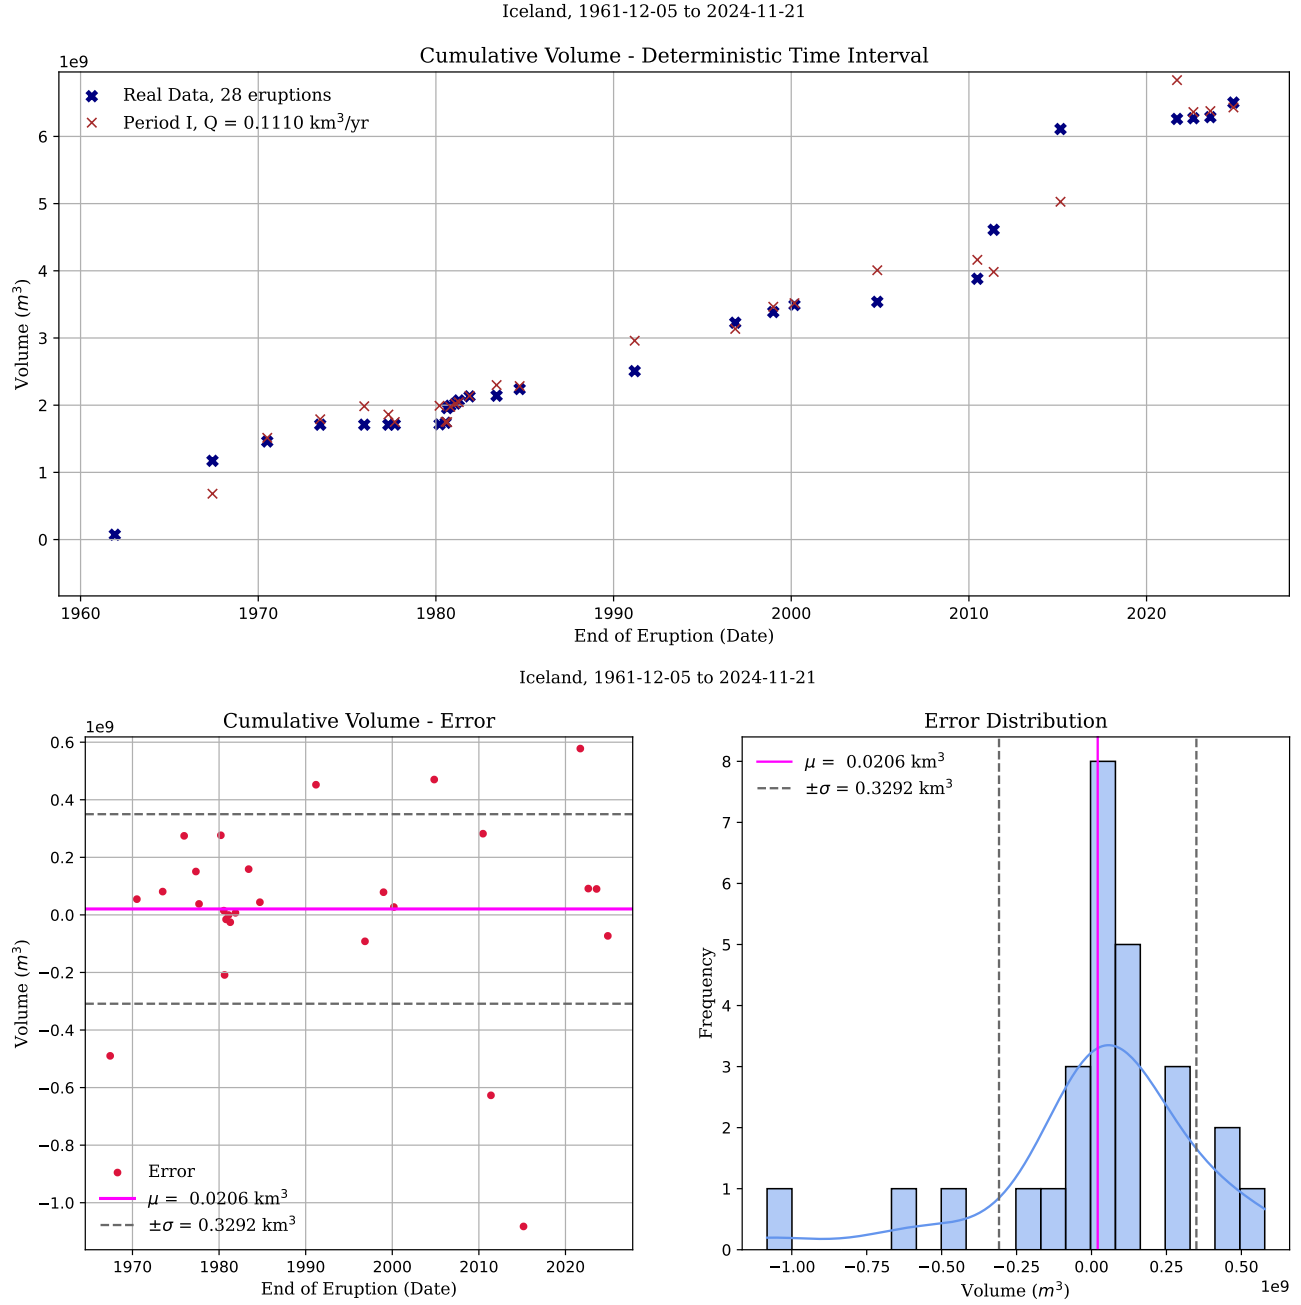 Iceland, 1961-12-05 to 2024-11-21
Cumulative Volume - Deterministic Time Interval
1e9
Real Data, 28 eruptions
Period I, Q = 0.1110 km³/yr
Volume (m³)
6
5
4
3
2
1
0
1960 1970 1980 1990 2000 2010 2020
End of Eruption (Date)
Iceland, 1961-12-05 to 2024-11-21
Cumulative Volume - Error
1e9
Volume (m³)
0.6
0.4
0.2
0.0
−0.2
−0.4
−0.6
−0.8
−1.0
Error
μ = 0.0206 km³
±σ = 0.3292 km³
1970 1980 1990 2000 2010 2020
End of Eruption (Date)
Error Distribution
μ = 0.0206 km³
±σ = 0.3292 km³
Frequency
8
7
6
5
4
3
2
1
0
−1.00 −0.75 −0.50 −0.25 0.00 0.25 0.50
1e9
Volume (m³)